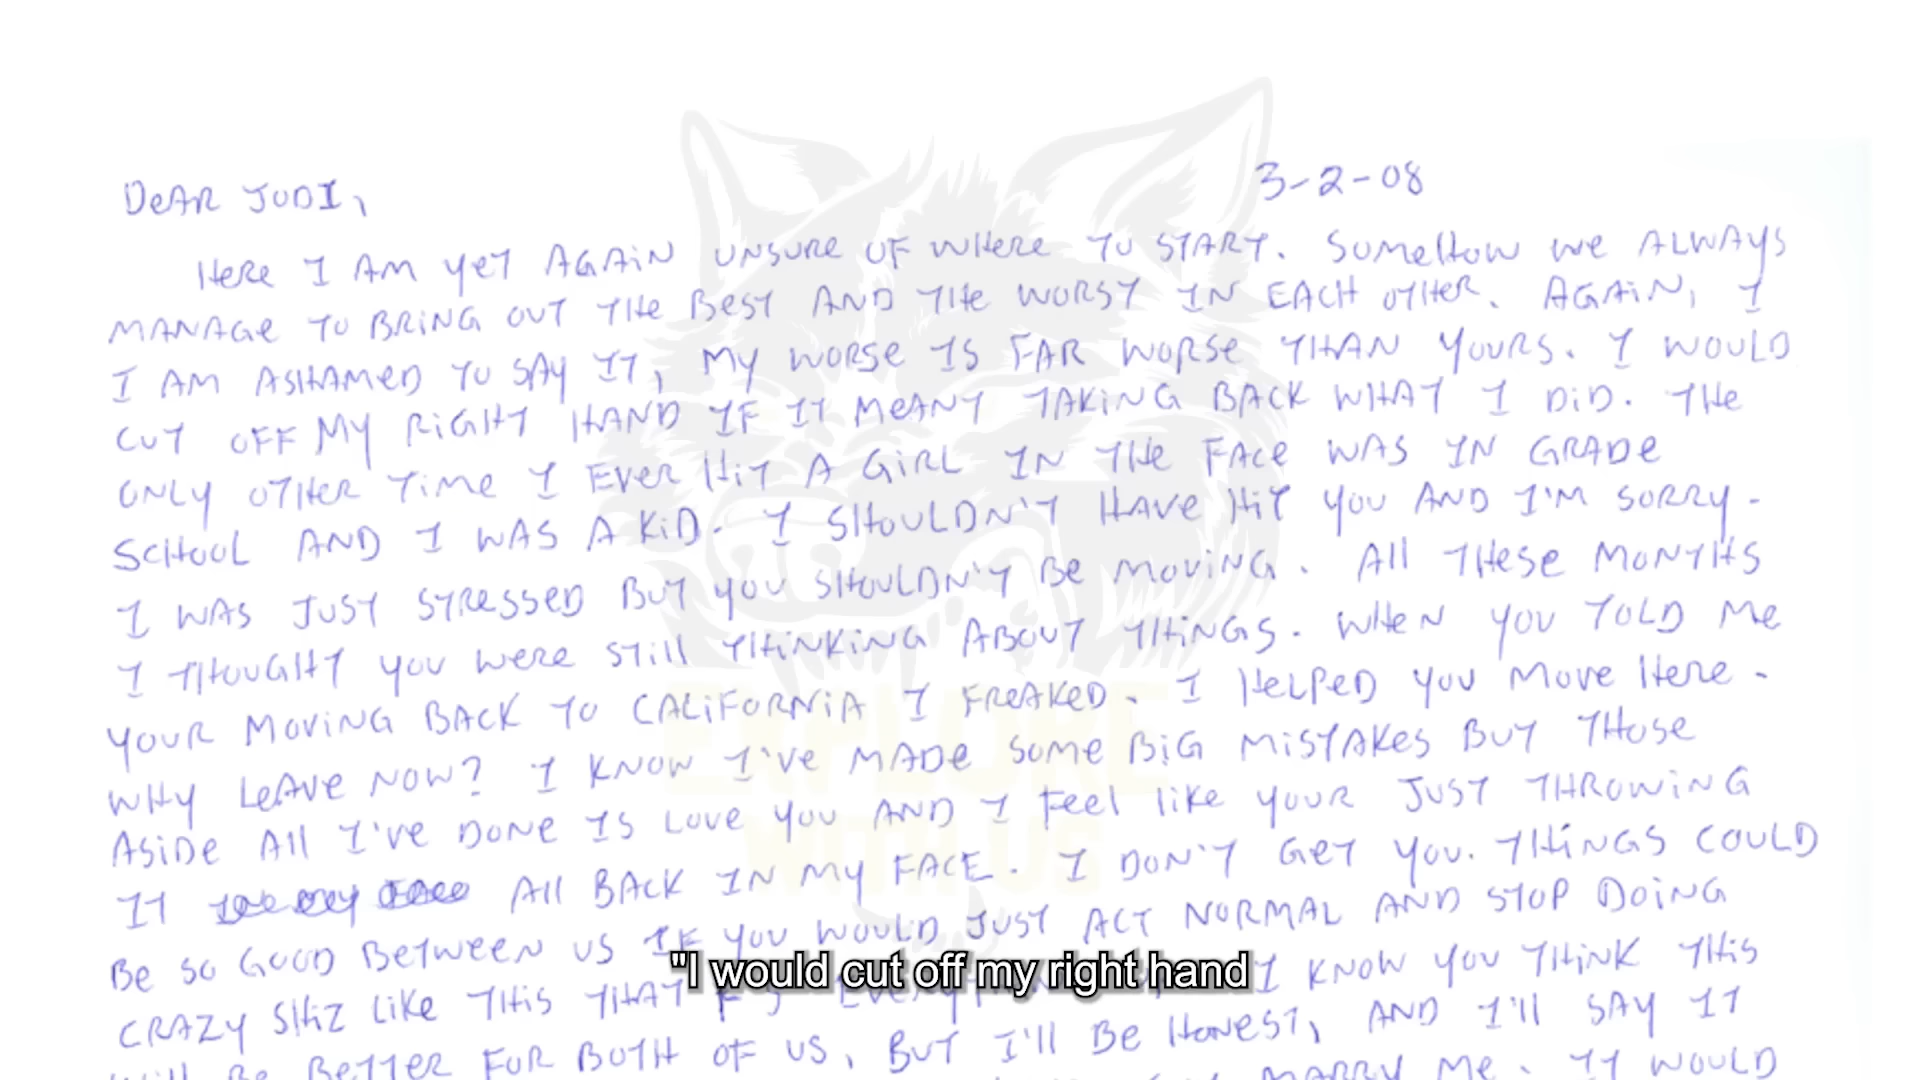 DEAR JODI,
3-2-08
HERE I AM YET AGAIN UNSURE OF WHERE TO START. SOMEHOW WE ALWAYS
MANAGE TO BRING OUT THE BEST AND THE WORST IN EACH OTHER. AGAIN, I
I AM ASHAMED TO SAY IT, MY WORSE IS FAR WORSE THAN YOURS. I WOULD
CUT OFF MY RIGHT HAND IF IT MEANT TAKING BACK WHAT I DID. THE
ONLY OTHER TIME I EVER HIT A GIRL IN THE FACE WAS IN GRADE
SCHOOL AND I WAS A KID. I SHOULDN'T HAVE HIT YOU AND I'M SORRY.
I WAS JUST STRESSED BUT YOU SHOULDN'T BE MOVING. All THESE MONTHS
I THOUGHT YOU WERE STill THINKING ABOUT THINGS. WHEN YOU TOLD ME
YOUR MOVING BACK TO CALIFORNIA I FREAKED. I HELPED YOU MOVE HERE.
WHY LEAVE NOW? I KNOW I'VE MADE SOME BIG MISTAKES BUT THOSE
ASIDE All I'VE DONE IS LOVE YOU AND I FEEl liKE YOUR JUST THROWING
IT All BACK IN MY FACE. I DON'T GET YOU. THINGS COULD
BE SO GOOD BETWEEN US IF YOU WOULD JUST ACT NORMAL AND STOP DOING
CRAZY SHIZ LIKE THIS THAT I KNOW YOU THINK THIS
Will BE BETTER FOR BOTH OF US, BUT I'll BE HONEST, AND I'll SAY IT
MARRY ME. IT WOULD
EXPLORE
WITH US
"I would cut off my right hand